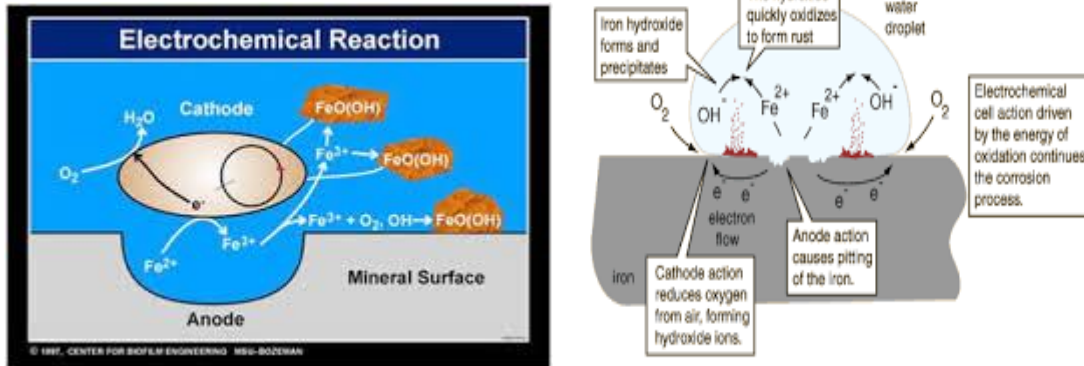 Electrochemical Reaction
Cathode
H₂O
O₂
e⁻
FeO(OH)
Fe³⁺
FeO(OH)
Fe³⁺
Fe³⁺ + O₂, OH
FeO(OH)
Fe²⁺
Mineral Surface
Anode
© 1997, CENTER FOR BIOFILM ENGINEERING MSU-BOZEMAN
Iron hydroxide
forms and
precipitates
quickly oxidizes
to form rust
water
droplet
O₂
OH⁻
Fe²⁺
Fe²⁺
OH⁻
O₂
Electrochemical
cell action driven
by the energy of
oxidation continues
the corrosion
process.
e⁻ e⁻
e⁻ e⁻
electron
flow
iron
Cathode action
reduces oxygen
from air, forming
hydroxide ions.
Anode action
causes pitting
of the iron.